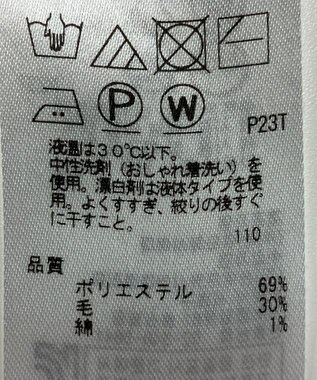 P
W
P23T
液温は30℃以下。
中性洗剤（おしゃれ着洗い）を
使用。漂白剤は液体タイプを使
用。よくすすぎ、絞りの後すぐ
に干すこと。
110
品質
ポリエステル 69%
毛 30%
綿 1%